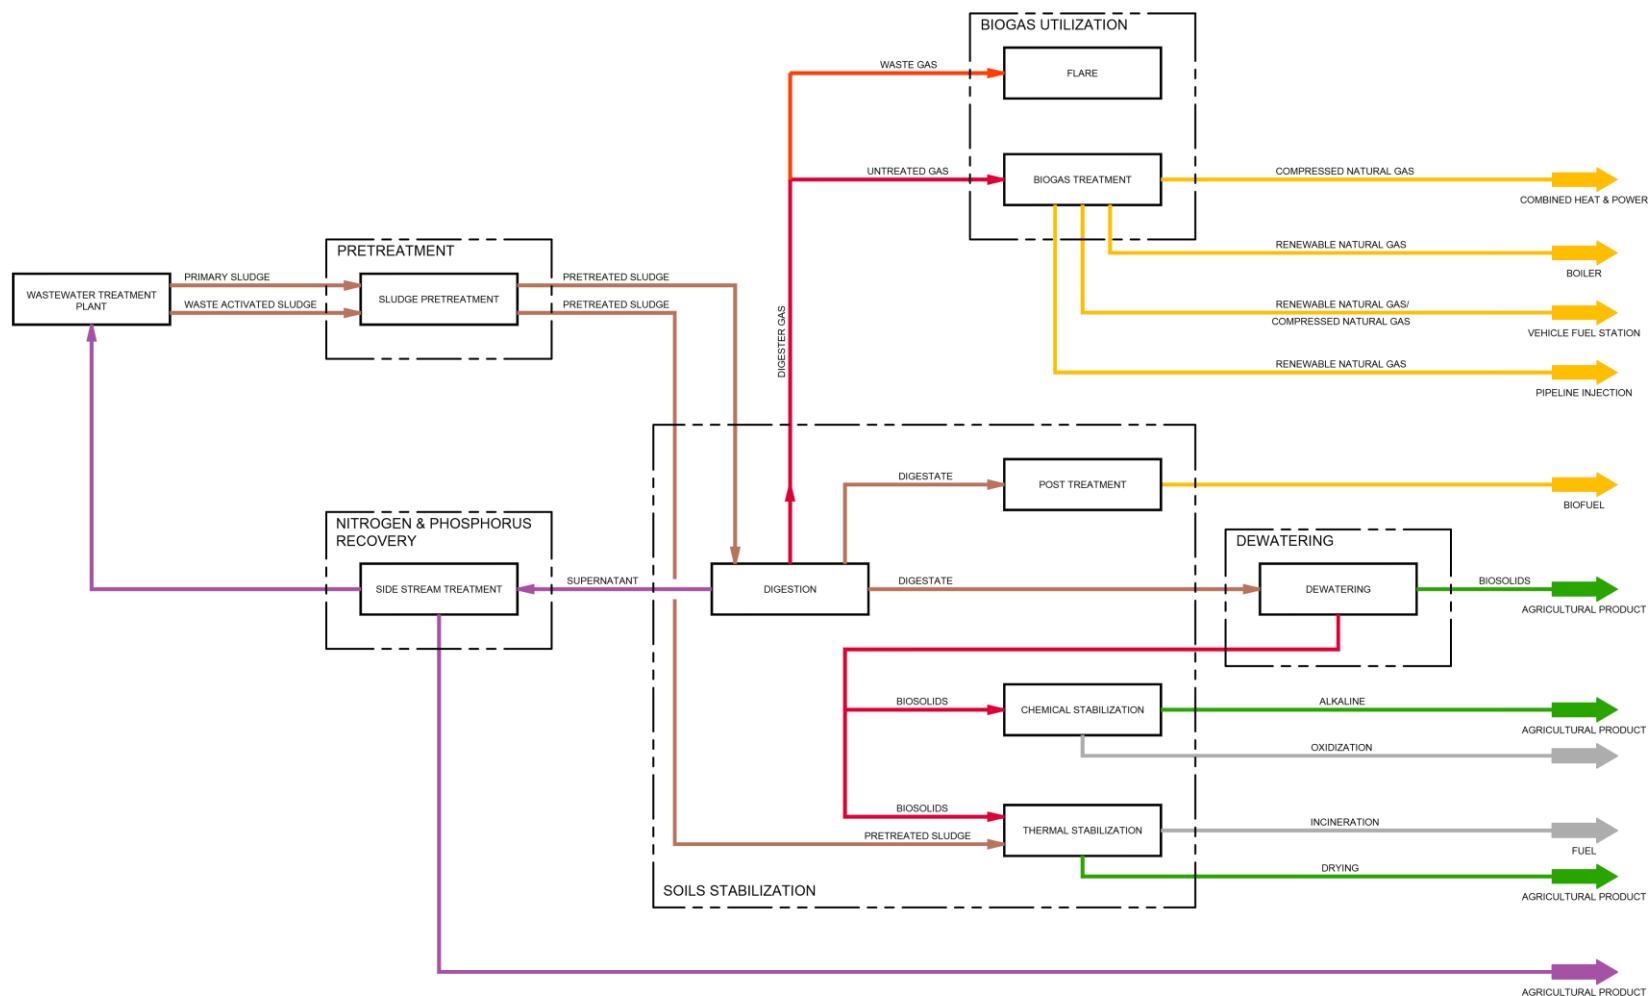 BIOGAS UTILIZATION
WASTE GAS
FLARE
UNTREATED GAS
BIOGAS TREATMENT
COMPRESSED NATURAL GAS
COMBINED HEAT & POWER
RENEWABLE NATURAL GAS
BOILER
RENEWABLE NATURAL GAS/
COMPRESSED NATURAL GAS
VEHICLE FUEL STATION
RENEWABLE NATURAL GAS
PIPELINE INJECTION
DIGESTER GAS
PRETREATMENT
WASTEWATER TREATMENT
PLANT
PRIMARY SLUDGE
WASTE ACTIVATED SLUDGE
SLUDGE PRETREATMENT
PRETREATED SLUDGE
PRETREATED SLUDGE
DIGESTATE
POST TREATMENT
BIOFUEL
NITROGEN & PHOSPHORUS
RECOVERY
SIDE STREAM TREATMENT
SUPERNATANT
DIGESTION
DIGESTATE
DEWATERING
DEWATERING
BIOSOLIDS
AGRICULTURAL PRODUCT
BIOSOLIDS
CHEMICAL STABILIZATION
ALKALINE
AGRICULTURAL PRODUCT
OXIDIZATION
BIOSOLIDS
PRETREATED SLUDGE
THERMAL STABILIZATION
INCINERATION
FUEL
DRYING
AGRICULTURAL PRODUCT
SOILS STABILIZATION
AGRICULTURAL PRODUCT